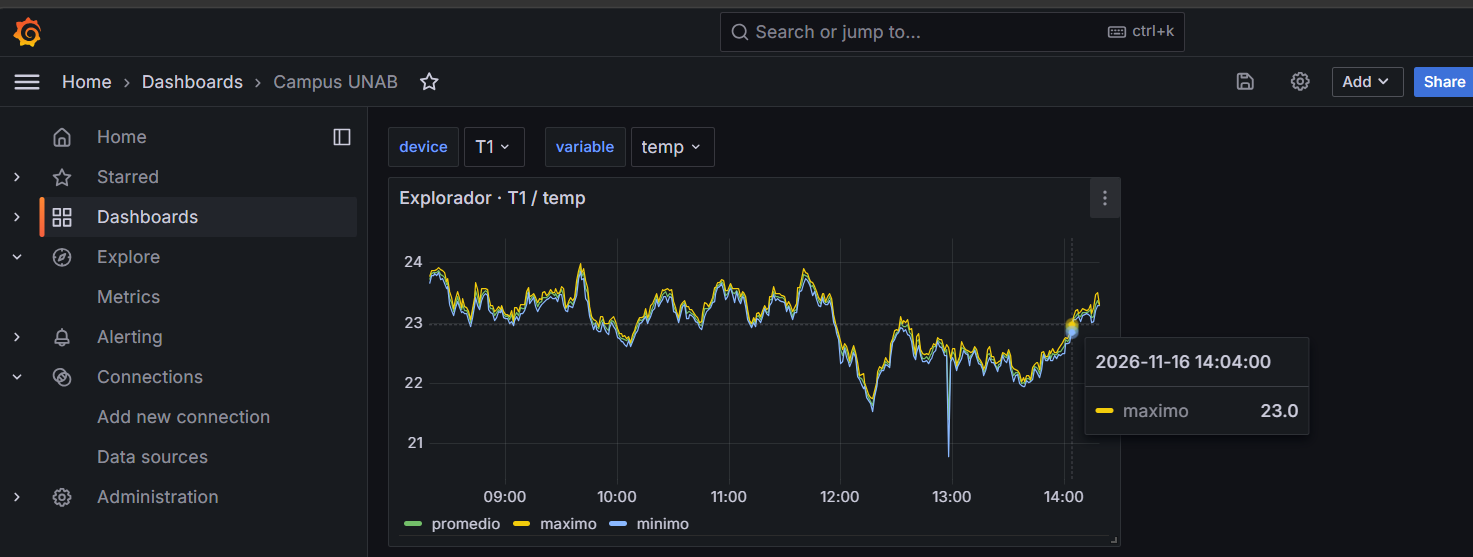 Search or jump to... ctrl+k
Home › Dashboards › Campus UNAB Add Share
Home
Starred
Dashboards
Explore
Metrics
Alerting
Connections
Add new connection
Data sources
Administration
device T1 variable temp
Explorador · T1 / temp
24
23
22
21
09:00 10:00 11:00 12:00 13:00 14:00
promedio maximo minimo
2026-11-16 14:04:00
maximo 23.0